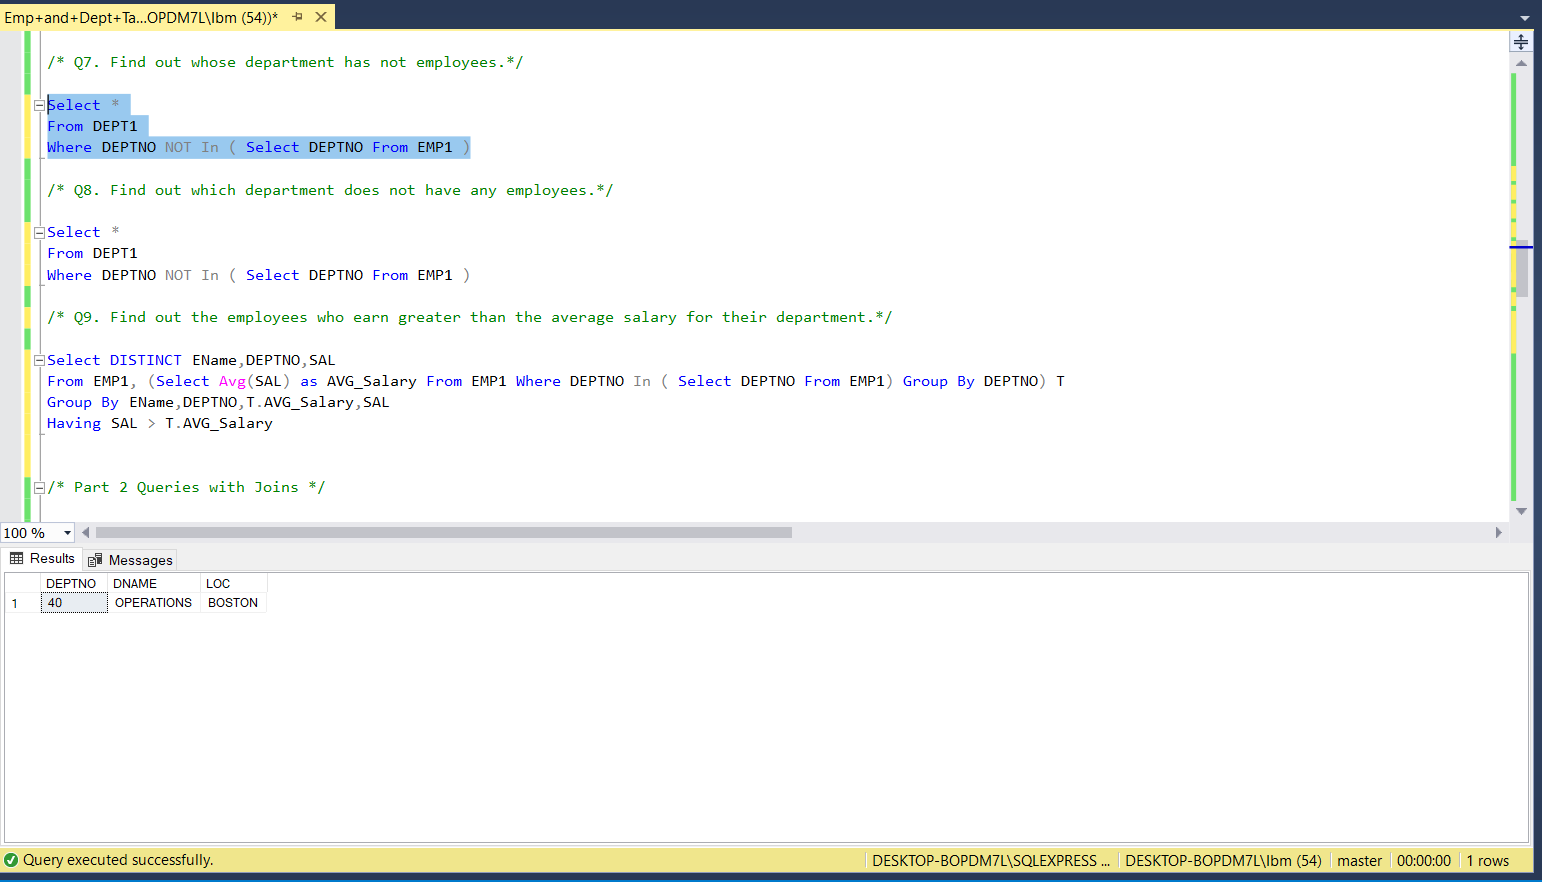 Emp+and+Dept+Ta...OPDM7L\Ibm (54))*
/* Q7. Find out whose department has not employees.*/
Select *
From DEPT1
Where DEPTNO NOT In ( Select DEPTNO From EMP1 )
/* Q8. Find out which department does not have any employees.*/
Select *
From DEPT1
Where DEPTNO NOT In ( Select DEPTNO From EMP1 )
/* Q9. Find out the employees who earn greater than the average salary for their department.*/
Select DISTINCT EName,DEPTNO,SAL
From EMP1, (Select Avg(SAL) as AVG_Salary From EMP1 Where DEPTNO In ( Select DEPTNO From EMP1) Group By DEPTNO) T
Group By EName,DEPTNO,T.AVG_Salary,SAL
Having SAL > T.AVG_Salary
/* Part 2 Queries with Joins */
100 %
Results Messages
DEPTNO DNAME LOC
1 40 OPERATIONS BOSTON
Query executed successfully. DESKTOP-BOPDM7L\SQLEXPRESS ... DESKTOP-BOPDM7L\Ibm (54) master 00:00:00 1 rows